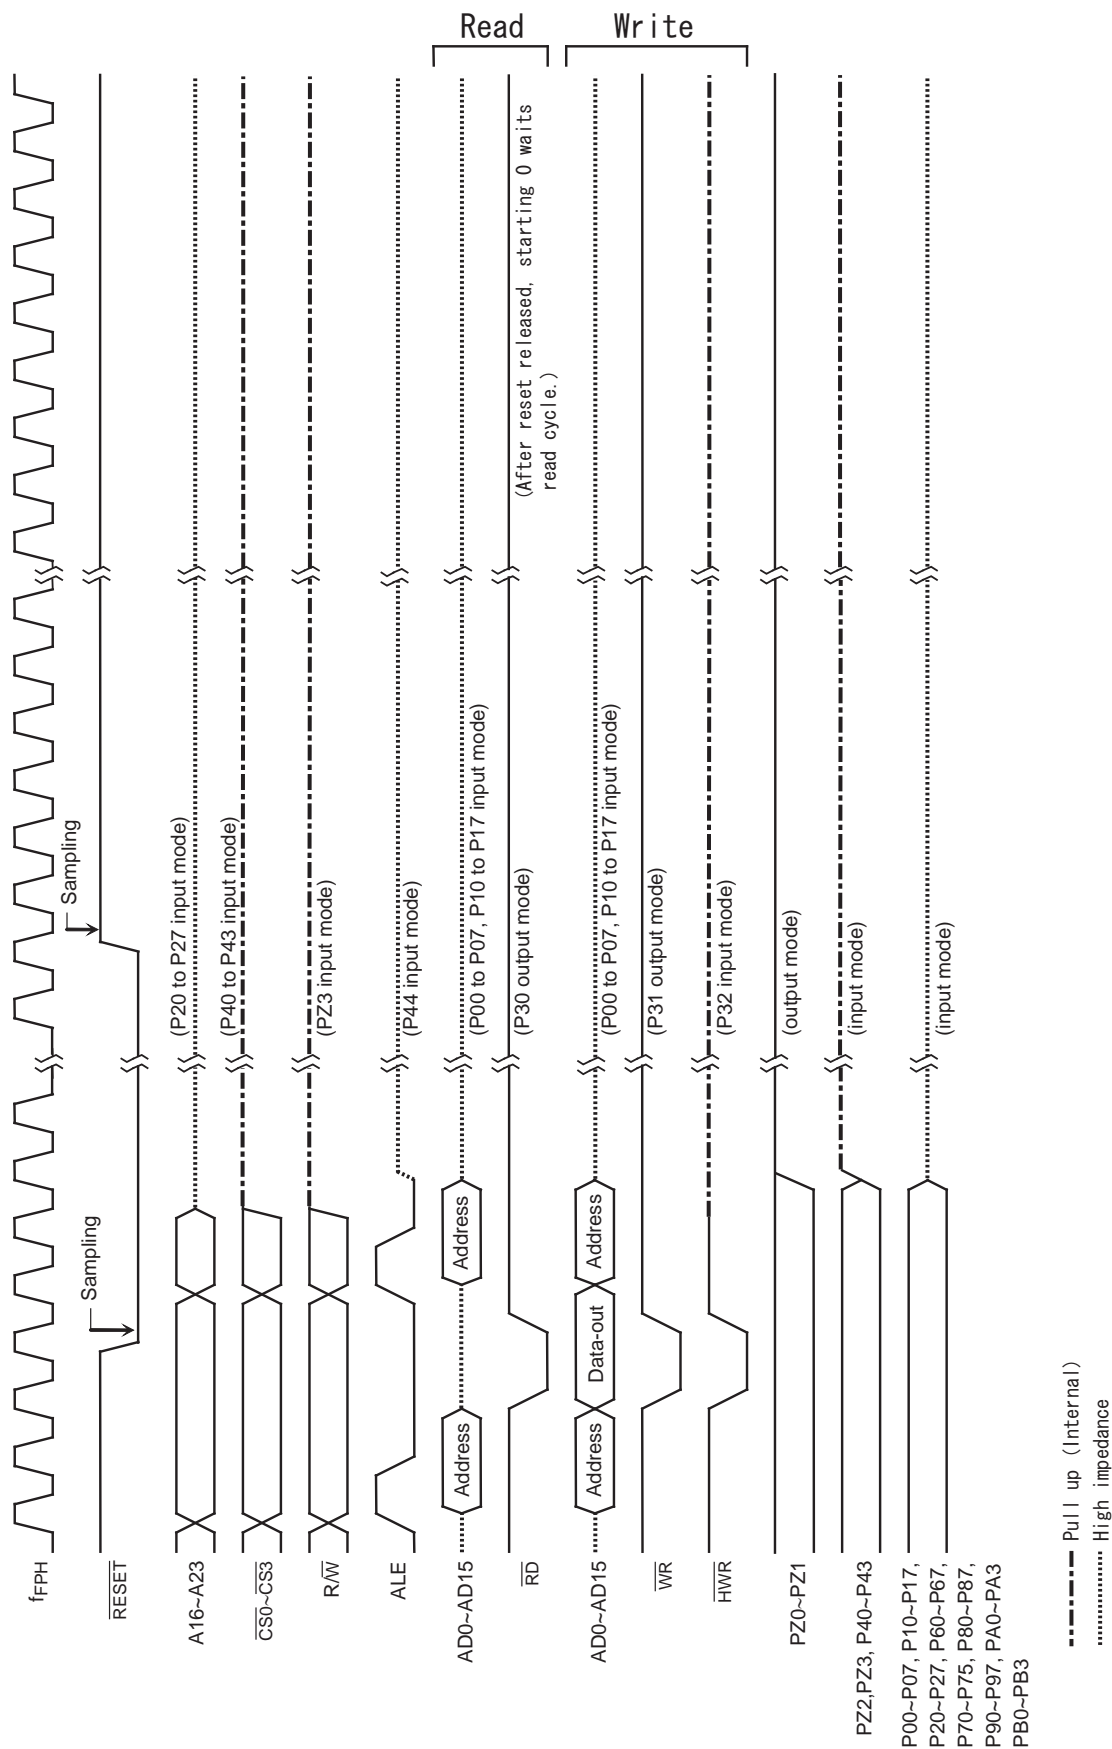 Read
Write
fFPH
RESET
Sampling
Sampling
A16~A23
(P20 to P27 input mode)
CS0~CS3
(P40 to P43 input mode)
R/W
(PZ3 input mode)
ALE
(P44 input mode)
AD0~AD15
Address
Address
(P00 to P07, P10 to P17 input mode)
RD
(P30 output mode)
(After reset released, starting 0 waits
read cycle.)
AD0~AD15
Address
Data-out
Address
(P00 to P07, P10 to P17 input mode)
WR
(P31 output mode)
HWR
(P32 input mode)
PZ0~PZ1
(output mode)
PZ2,PZ3, P40~P43
(input mode)
P00~P07, P10~P17,
P20~P27, P60~P67,
P70~P75, P80~P87,
P90~P97, PA0~PA3
PB0~PB3
(input mode)
Pull up (Internal)
High impedance